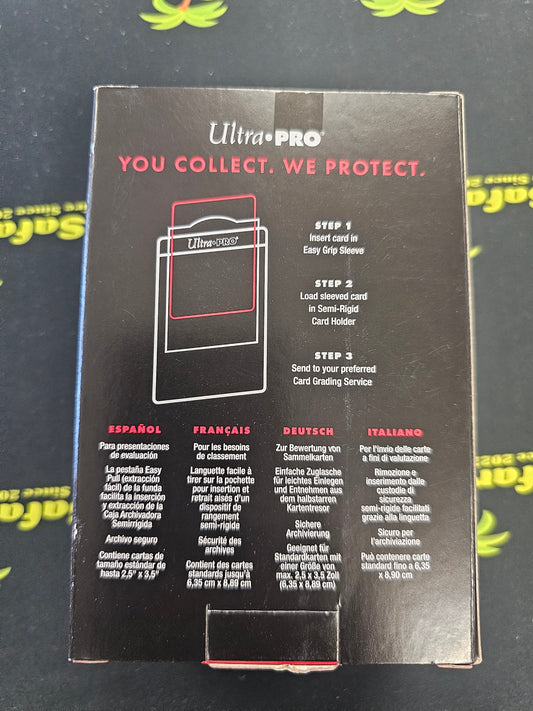 Ultra•PRO®
YOU COLLECT. WE PROTECT.
Ultra•PRO®
STEP 1
Insert card in
Easy Grip Sleeve
STEP 2
Load sleeved card
in Semi-Rigid
Card Holder
STEP 3
Send to your preferred
Card Grading Service
ESPAÑOL
Para presentaciones
de evaluación
La pestaña Easy
Pull (extracción
fácil) de la funda
facilita la inserción
y extracción de la
Caja Archivadora
Semirrígida
Archivo seguro
Contiene cartas de
tamaño estándar de
hasta 2,5" x 3,5"
FRANÇAIS
Pour les besoins
de classement
Languette facile à
tirer sur la pochette
pour insertion et
retrait aisés d'un
dispositif de
rangement
semi-rigide
Sécurité des
archives
Contient des cartes
standards jusqu'à
6,35 cm x 8,89 cm
DEUTSCH
Zur Bewertung von
Sammelkarten
Einfache Zuglasche
für leichtes Einlegen
und Entnehmen aus
dem halbstarren
Kartentresor
Sichere
Archivierung
Geeignet für
Standardkarten mit
einer Größe von
max. 2,5 x 3,5 Zoll
(6,35 x 8,89 cm)
ITALIANO
Per l'invio delle carte
a fini di valutazione
Rimozione e
inserimento dalle
custodie di
sicurezza
semi-rigide facilitati
grazie alla linguetta
Sicuro per
l'archiviazione
Può contenere carte
standard fino a 6,35
x 8,90 cm
Safar
Since 202